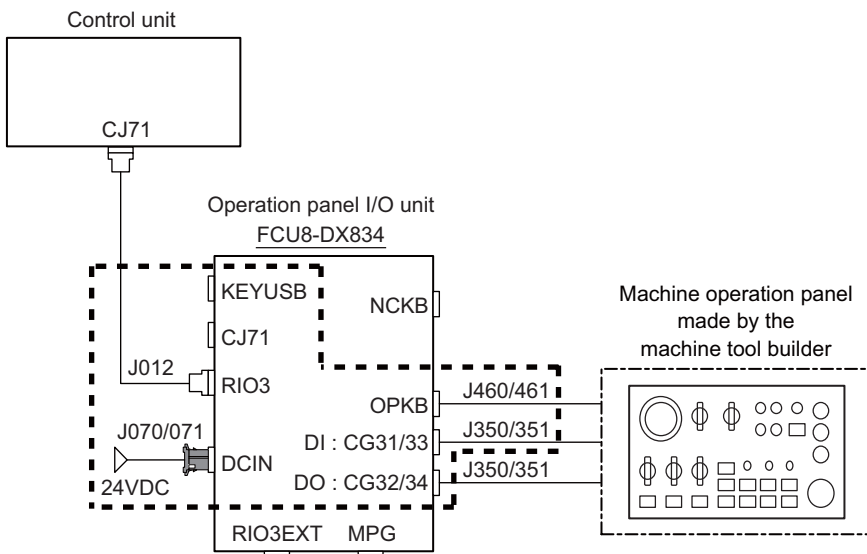 Control unit
CJ71
Operation panel I/O unit
FCU8-DX834
KEYUSB
NCKB
CJ71
J012
RIO3
J460/461
OPKB
J070/071
J350/351
DI : CG31/33
DCIN
J350/351
24VDC
DO : CG32/34
RIO3EXT
MPG
Machine operation panel
made by the
machine tool builder